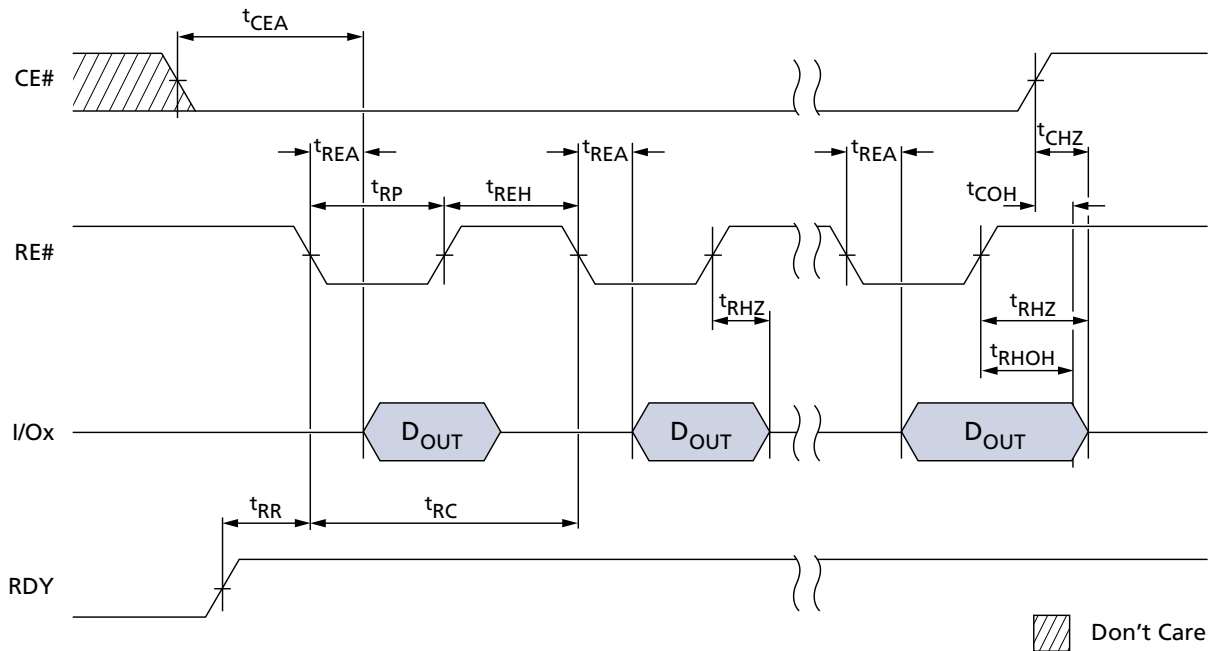 tCEA
CE#
tCHZ
tREA tREA tREA
tRP tREH tCOH
RE#
tRHZ tRHZ
tRHOH
I/Ox DOUT DOUT DOUT
tRR tRC
RDY
Don't Care